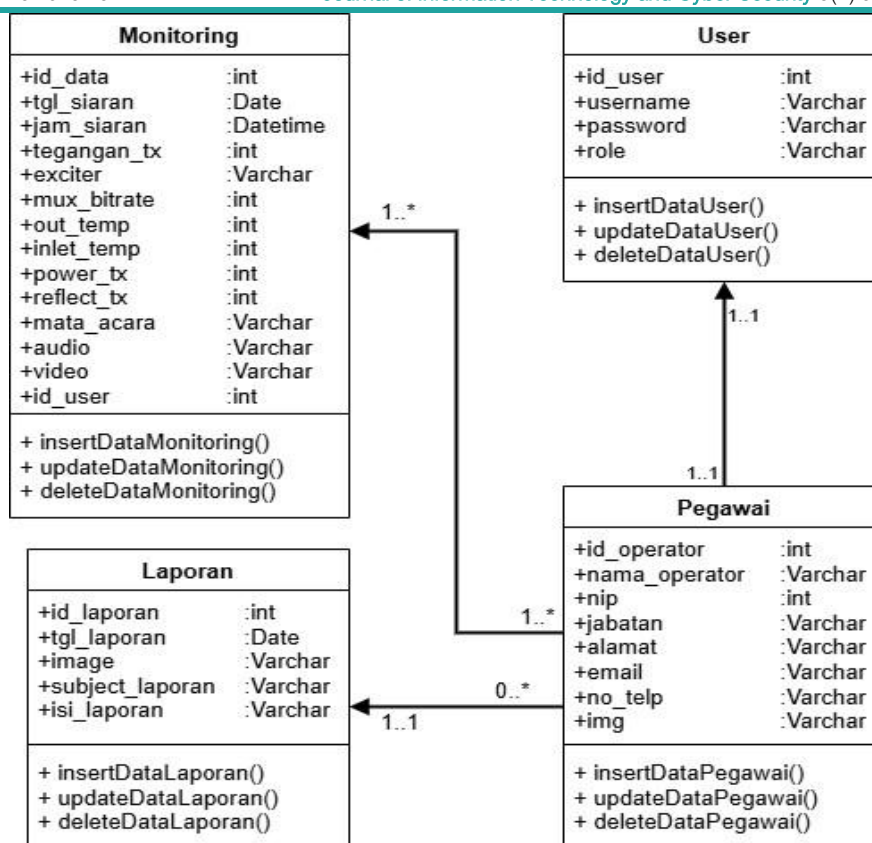 Monitoring
+id_data :int
+tgl_siaran :Date
+jam_siaran :Datetime
+tegangan_tx :int
+exciter :Varchar
+mux_bitrate :int
+out_temp :int
+inlet_temp :int
+power_tx :int
+reflect_tx :int
+mata_acara :Varchar
+audio :Varchar
+video :Varchar
+id_user :int
+ insertDataMonitoring()
+ updateDataMonitoring()
+ deleteDataMonitoring()
User
+id_user :int
+username :Varchar
+password :Varchar
+role :Varchar
+ insertDataUser()
+ updateDataUser()
+ deleteDataUser()
1..*
1..1
1..1
Laporan
+id_laporan :int
+tgl_laporan :Date
+image :Varchar
+subject_laporan :Varchar
+isi_laporan :Varchar
+ insertDataLaporan()
+ updateDataLaporan()
+ deleteDataLaporan()
1..*
0..*
1..1
Pegawai
+id_operator :int
+nama_operator :Varchar
+nip :int
+jabatan :Varchar
+alamat :Varchar
+email :Varchar
+no_telp :Varchar
+img :Varchar
+ insertDataPegawai()
+ updateDataPegawai()
+ deleteDataPegawai()